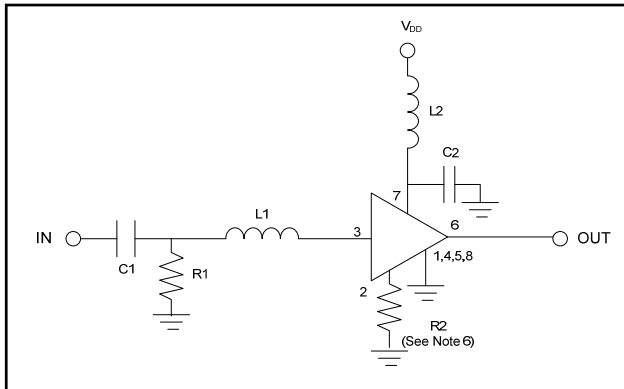 VDD
L2
C2
7
L1
3
6
IN
OUT
C1
R1
1,4,5,8
2
R2
(See Note 6)